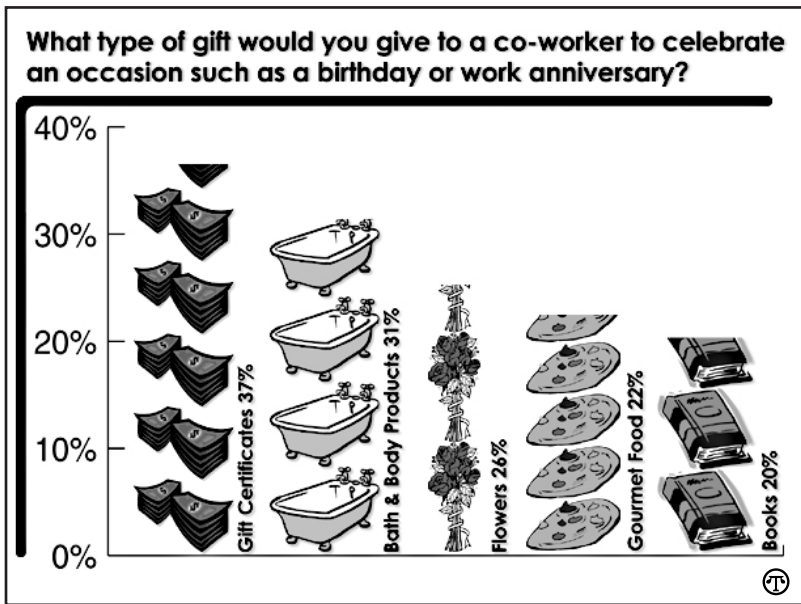 What type of gift would you give to a co-worker to celebrate
an occasion such as a birthday or work anniversary?
40%
30%
20%
10%
0%
Gift Certificates 37%
Bath & Body Products 31%
Flowers 26%
Gourmet Food 22%
Books 20%